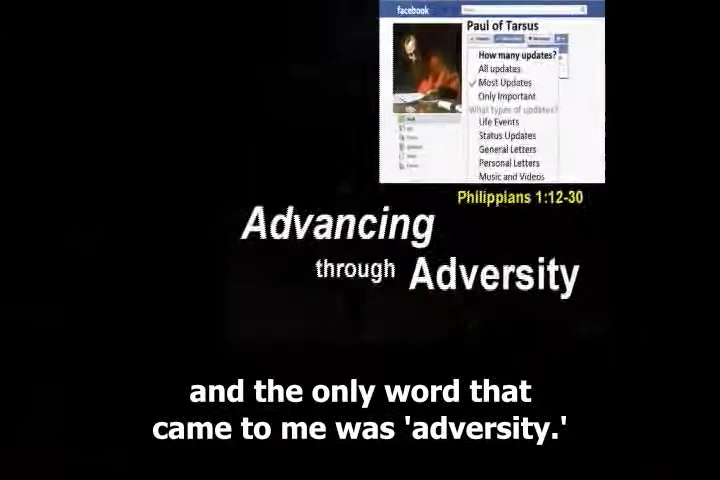 facebook
Paul of Tarsus
How many updates?
All updates
Most Updates
Only Important
What types of updates?
Life Events
Status Updates
General Letters
Personal Letters
Music and Videos
Philippians 1:12-30
Advancing
through Adversity
and the only word that
came to me was 'adversity.'